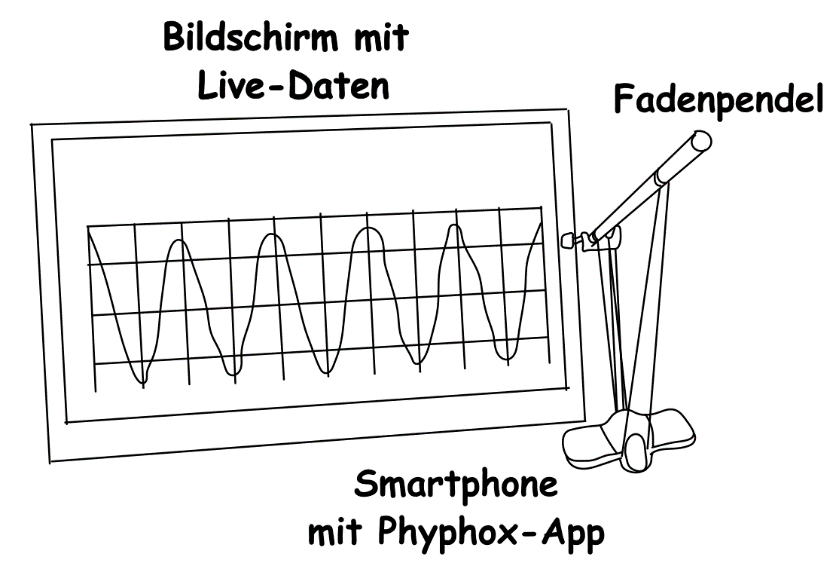 Bildschirm mit
Live-Daten
Fadenpendel
Smartphone
mit Phyphox-App